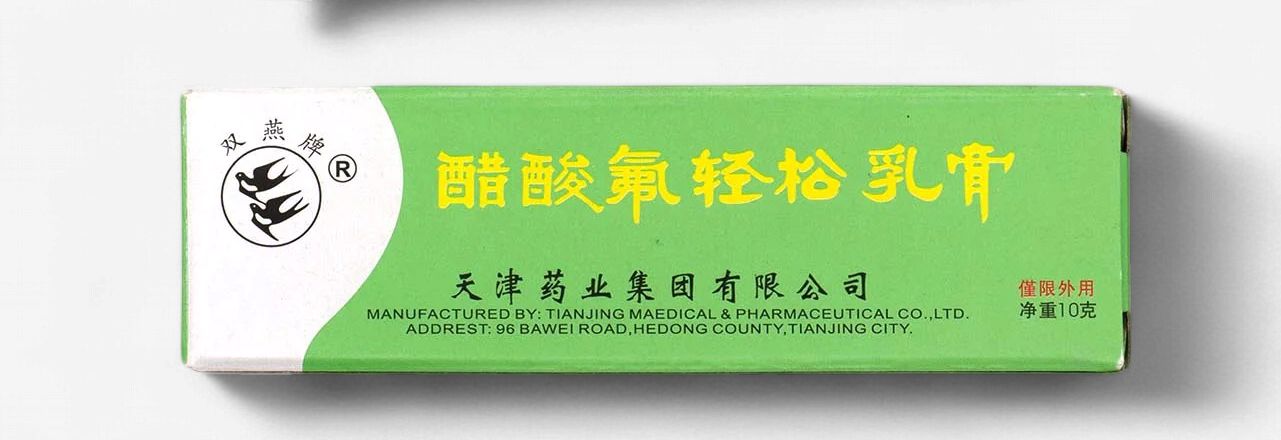 双燕牌
®
醋酸氟轻松乳膏
天津药业集团有限公司
MANUFACTURED BY: TIANJING MAEDICAL & PHARMACEUTICAL CO.,LTD.
ADDREST: 96 BAWEI ROAD,HEDONG COUNTY,TIANJING CITY.
僅限外用
净重10克